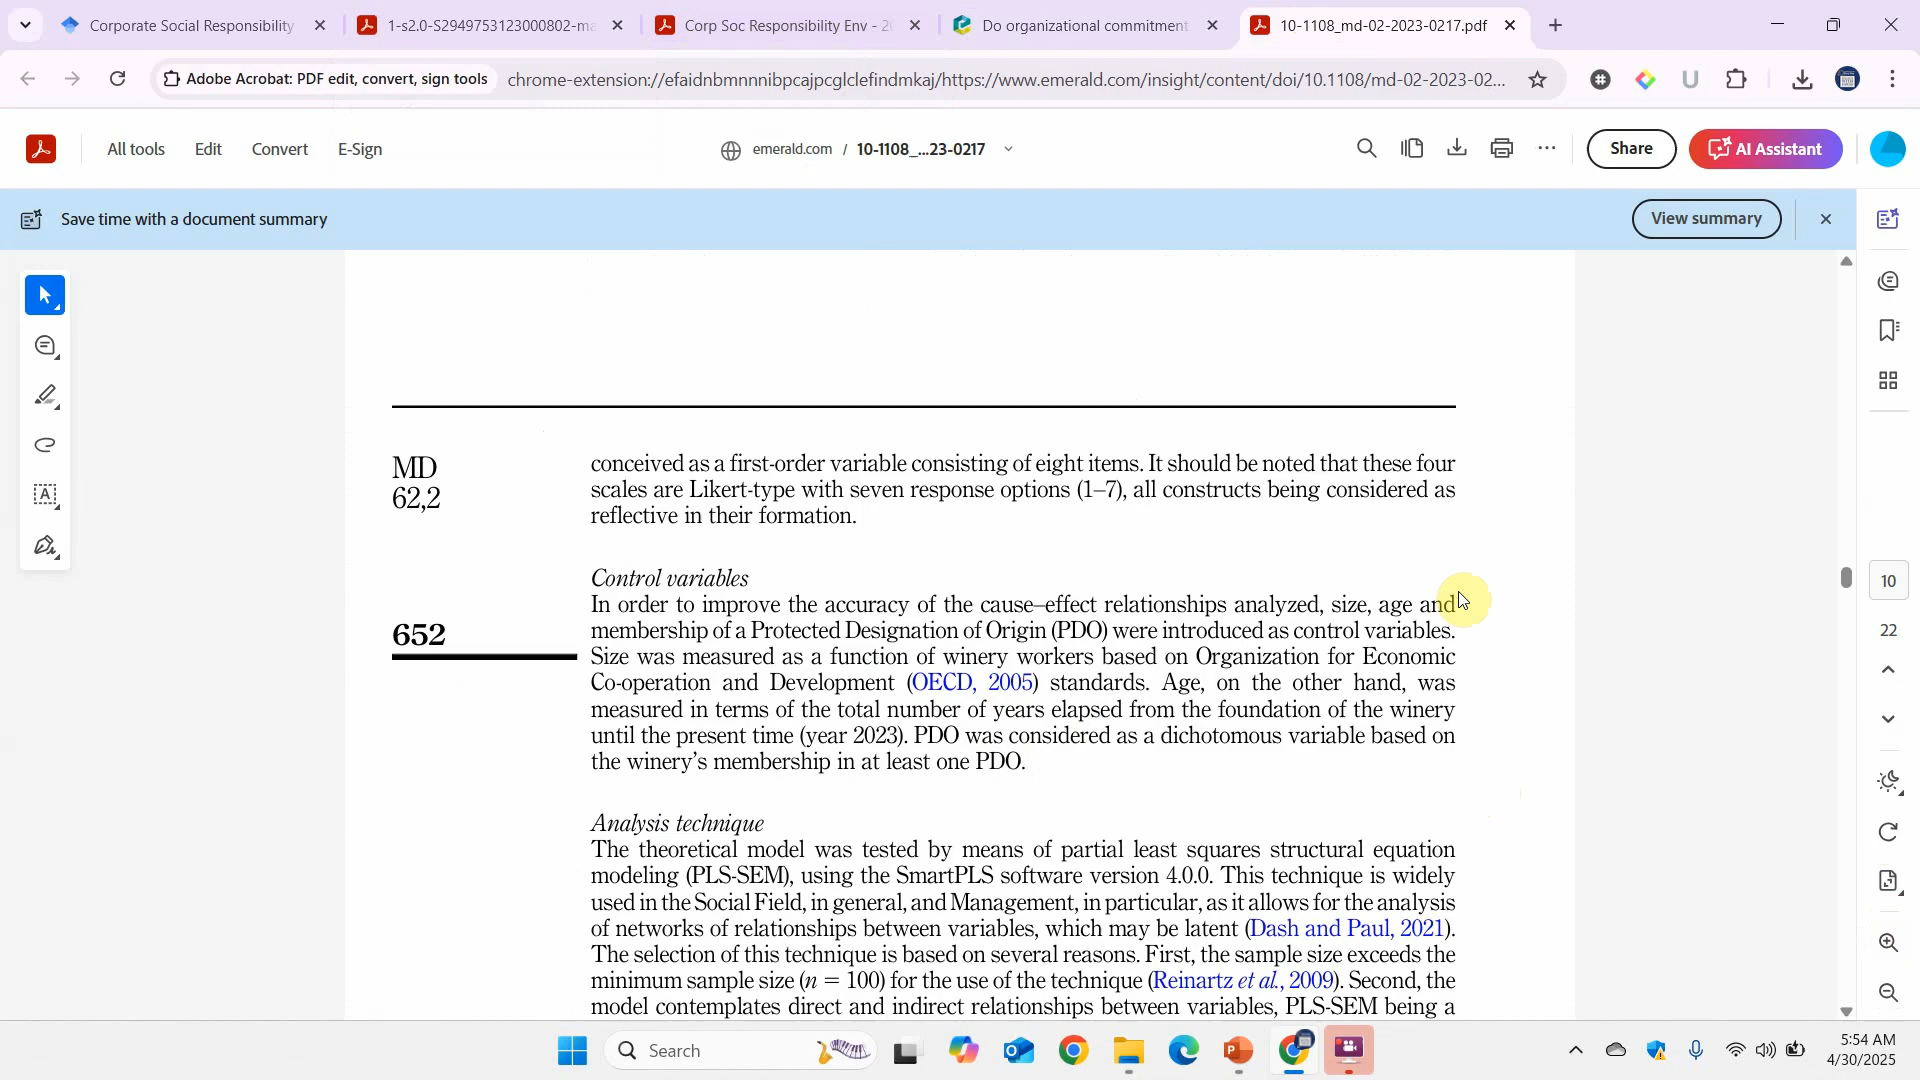 Corporate Social Responsibility
1-s2.0-S2949753123000802-ma
Corp Soc Responsibility Env - 20
Do organizational commitment
10-1108_md-02-2023-0217.pdf
Adobe Acrobat: PDF edit, convert, sign tools
chrome-extension://efaidnbmnnnibpcajpcglclefindmkaj/https://www.emerald.com/insight/content/doi/10.1108/md-02-2023-02...
All tools
Edit
Convert
E-Sign
emerald.com / 10-1108_...23-0217
Share
AI Assistant
Save time with a document summary
View summary
MD
62,2
652
conceived as a first-order variable consisting of eight items. It should be noted that these four
scales are Likert-type with seven response options (1–7), all constructs being considered as
reflective in their formation.
Control variables
In order to improve the accuracy of the cause–effect relationships analyzed, size, age and
membership of a Protected Designation of Origin (PDO) were introduced as control variables.
Size was measured as a function of winery workers based on Organization for Economic
Co-operation and Development (OECD, 2005) standards. Age, on the other hand, was
measured in terms of the total number of years elapsed from the foundation of the winery
until the present time (year 2023). PDO was considered as a dichotomous variable based on
the winery's membership in at least one PDO.
Analysis technique
The theoretical model was tested by means of partial least squares structural equation
modeling (PLS-SEM), using the SmartPLS software version 4.0.0. This technique is widely
used in the Social Field, in general, and Management, in particular, as it allows for the analysis
of networks of relationships between variables, which may be latent (Dash and Paul, 2021).
The selection of this technique is based on several reasons. First, the sample size exceeds the
minimum sample size (n = 100) for the use of the technique (Reinartz et al., 2009). Second, the
model contemplates direct and indirect relationships between variables, PLS-SEM being a
10
22
Search
5:54 AM
4/30/2025